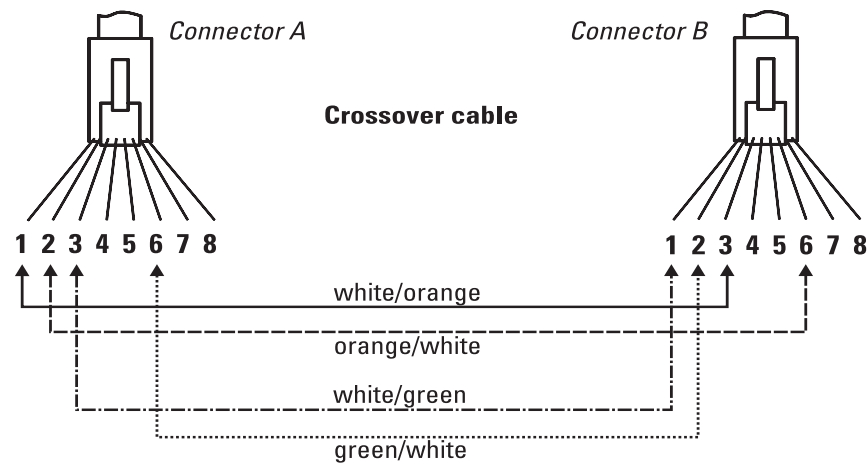 Connector A
Connector B
Crossover cable
1 2 3 4 5 6 7 8
1 2 3 4 5 6 7 8
white/orange
orange/white
white/green
green/white